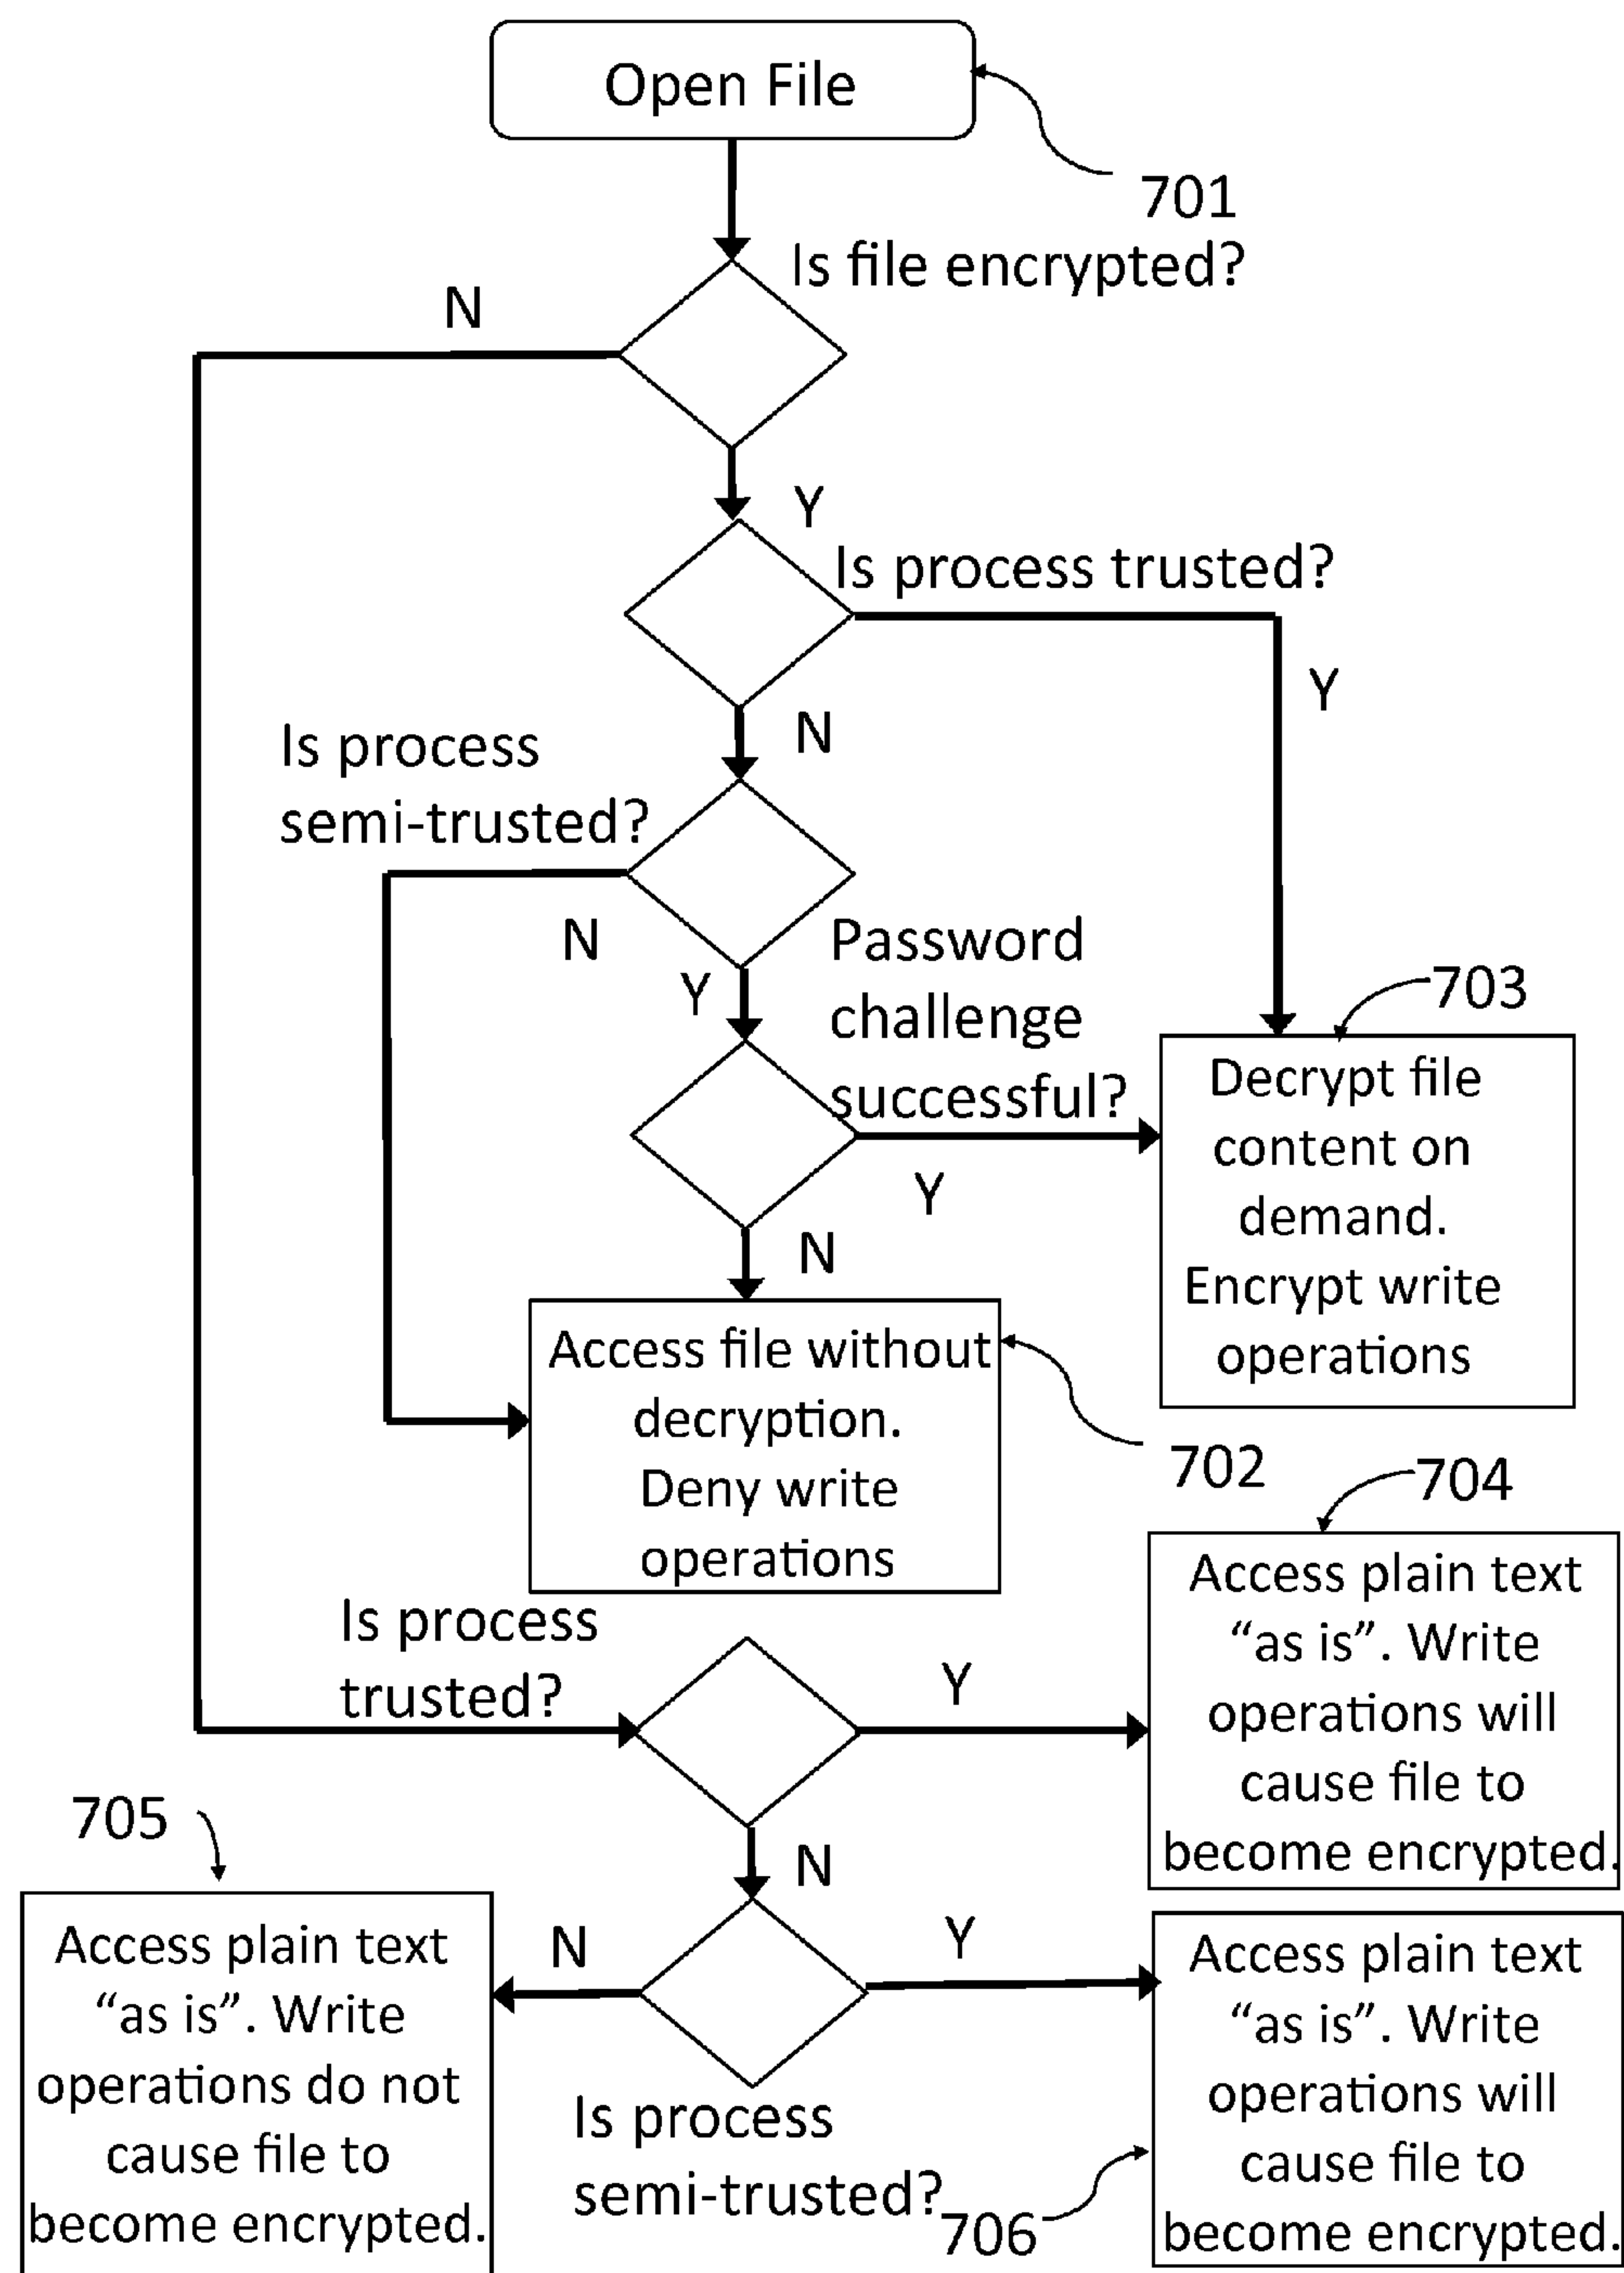 Open File
701
Is file encrypted?
N
Y
Is process trusted?
Y
N
Is process
semi-trusted?
N
Y
Password
challenge
successful?
Y
N
703
Decrypt file
content on
demand.
Encrypt write
operations
Access file without
decryption.
Deny write
operations
702
704
Access plain text
“as is”. Write
operations will
cause file to
become encrypted.
Is process
trusted?
Y
N
705
Access plain text
“as is”. Write
operations do not
cause file to
become encrypted.
N
Y
Is process
semi-trusted?
706
Access plain text
“as is”. Write
operations will
cause file to
become encrypted.